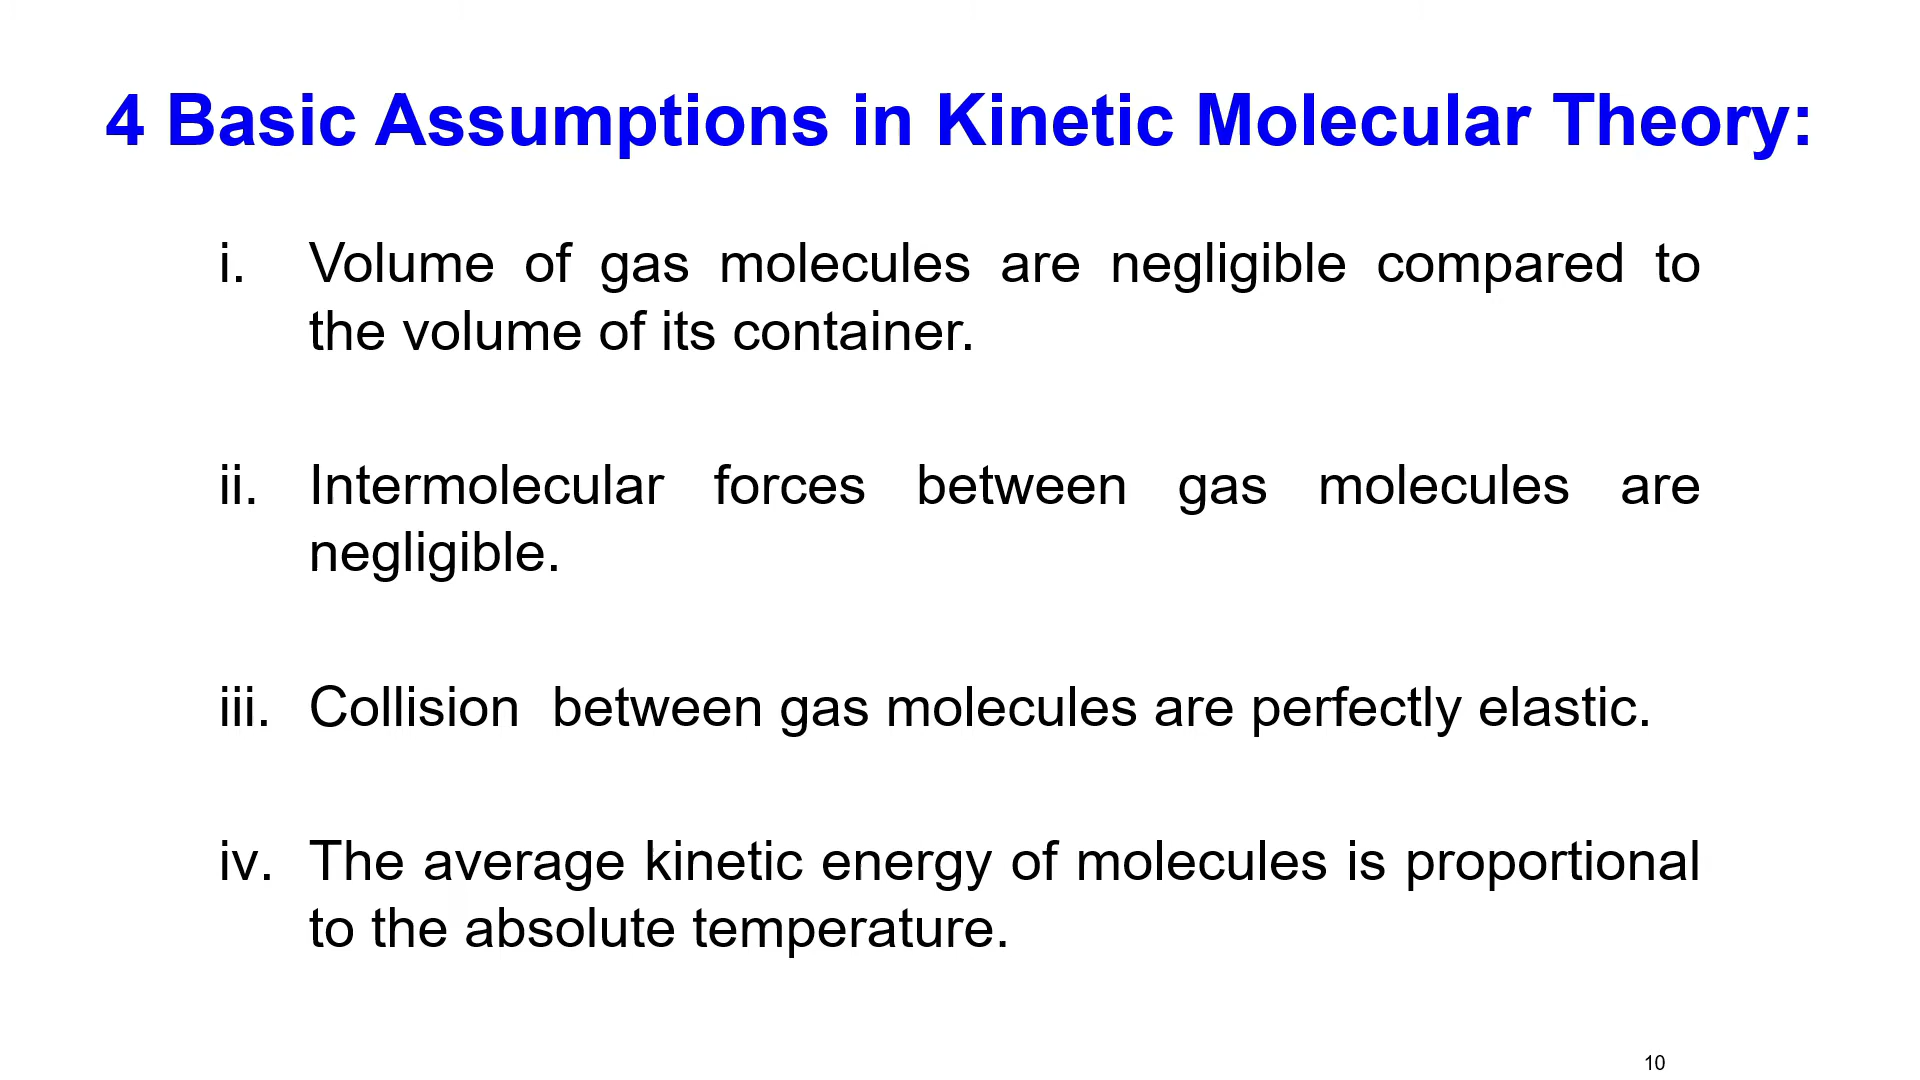 4 Basic Assumptions in Kinetic Molecular Theory:
i. Volume of gas molecules are negligible compared to
the volume of its container.
ii. Intermolecular forces between gas molecules are
negligible.
iii. Collision  between gas molecules are perfectly elastic.
iv. The average kinetic energy of molecules is proportional
to the absolute temperature.
10